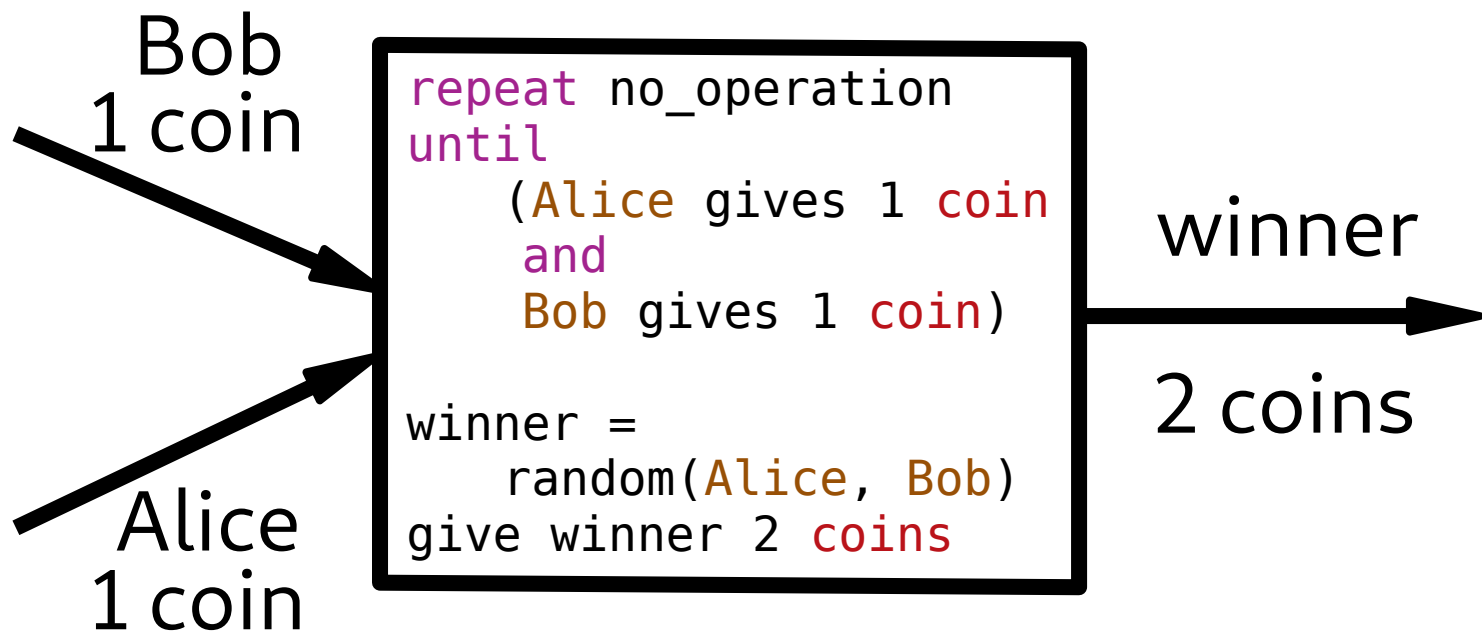 Bob
1 coin
Alice
1 coin
repeat no_operation
until
(Alice gives 1 coin
and
Bob gives 1 coin)
winner =
random(Alice, Bob)
give winner 2 coins
winner
2 coins